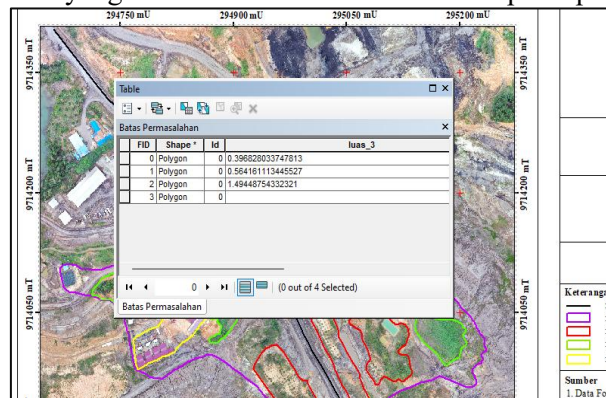 294750 mU 294900 mU 295050 mU 295200 mU
9714350 mT
9714200 mT
9714050 mT
9714350 mT
9714200 mT
9714050 mT
Table
Batas Permasalahan
FID Shape * Id luas_3
0 Polygon 0 0.396828033747813
1 Polygon 0 0.564161113445527
2 Polygon 0 1.49448754332321
3 Polygon 0
0 (0 out of 4 Selected)
Batas Permasalahan
Keteranga
Sumber
1. Data Fo